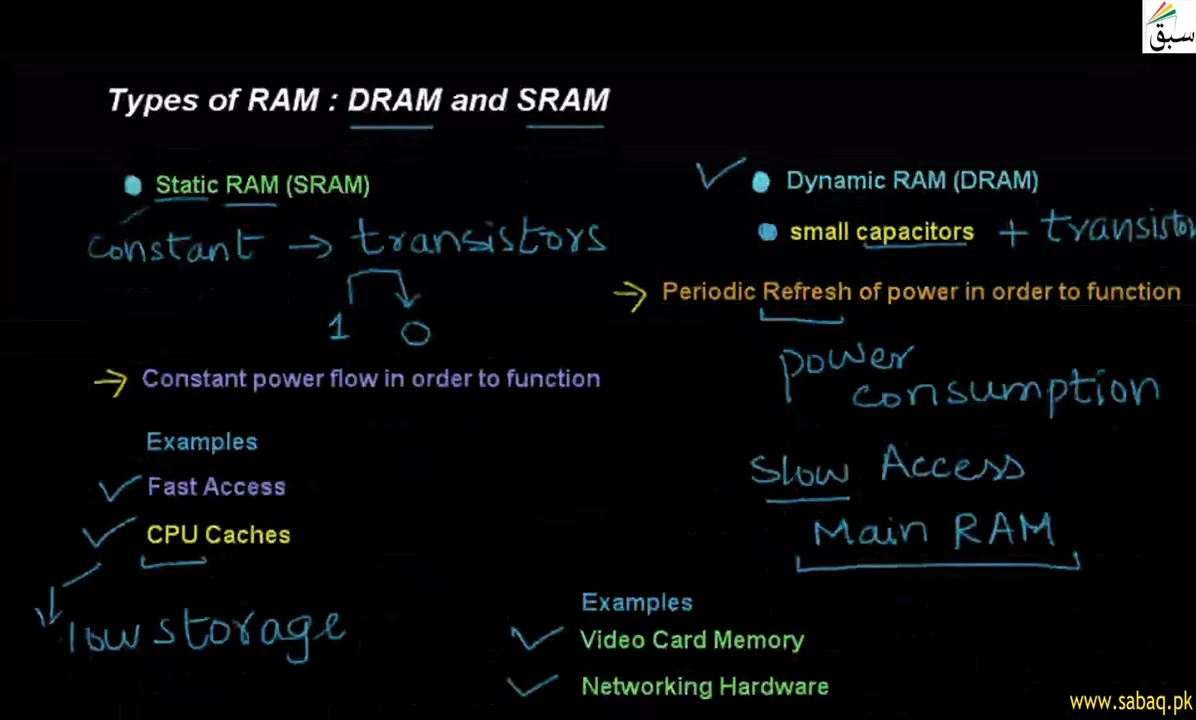 سبق
Types of RAM : DRAM and SRAM
Static RAM (SRAM)
constant → transistors
1 0
→ Constant power flow in order to function
Examples
Fast Access
CPU Caches
low storage
Dynamic RAM (DRAM)
small capacitors + transistor
→ Periodic Refresh of power in order to function
power
consumption
Slow Access
Main RAM
Examples
Video Card Memory
Networking Hardware
www.sabaq.pk